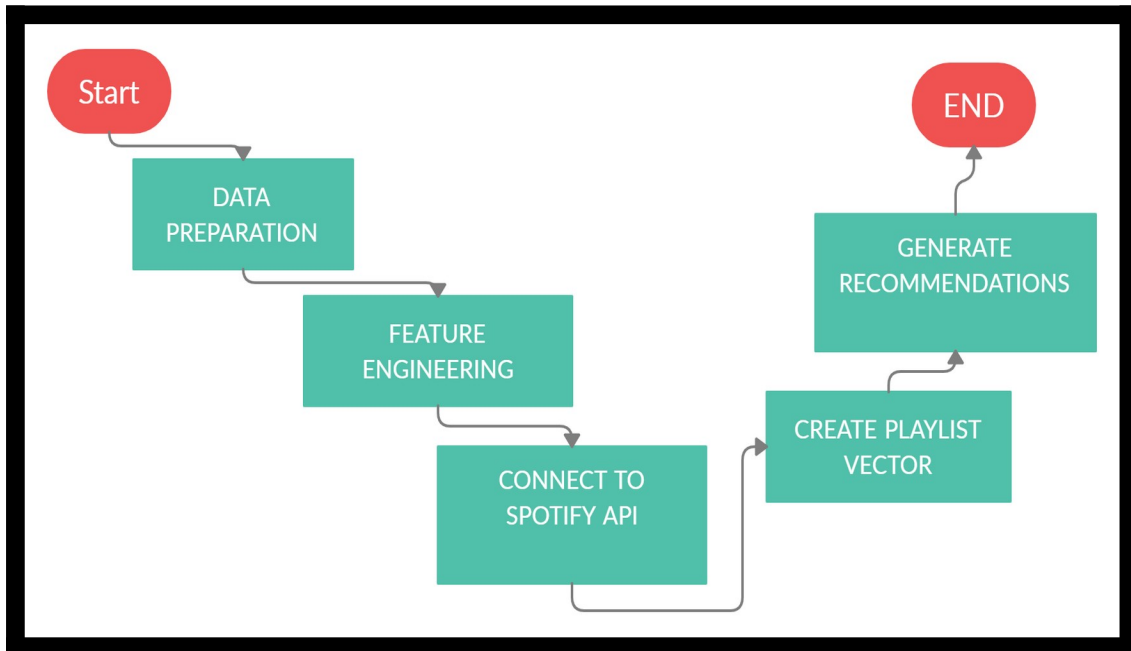 Start
DATA
PREPARATION
FEATURE
ENGINEERING
CONNECT TO
SPOTIFY API
CREATE PLAYLIST
VECTOR
GENERATE
RECOMMENDATIONS
END